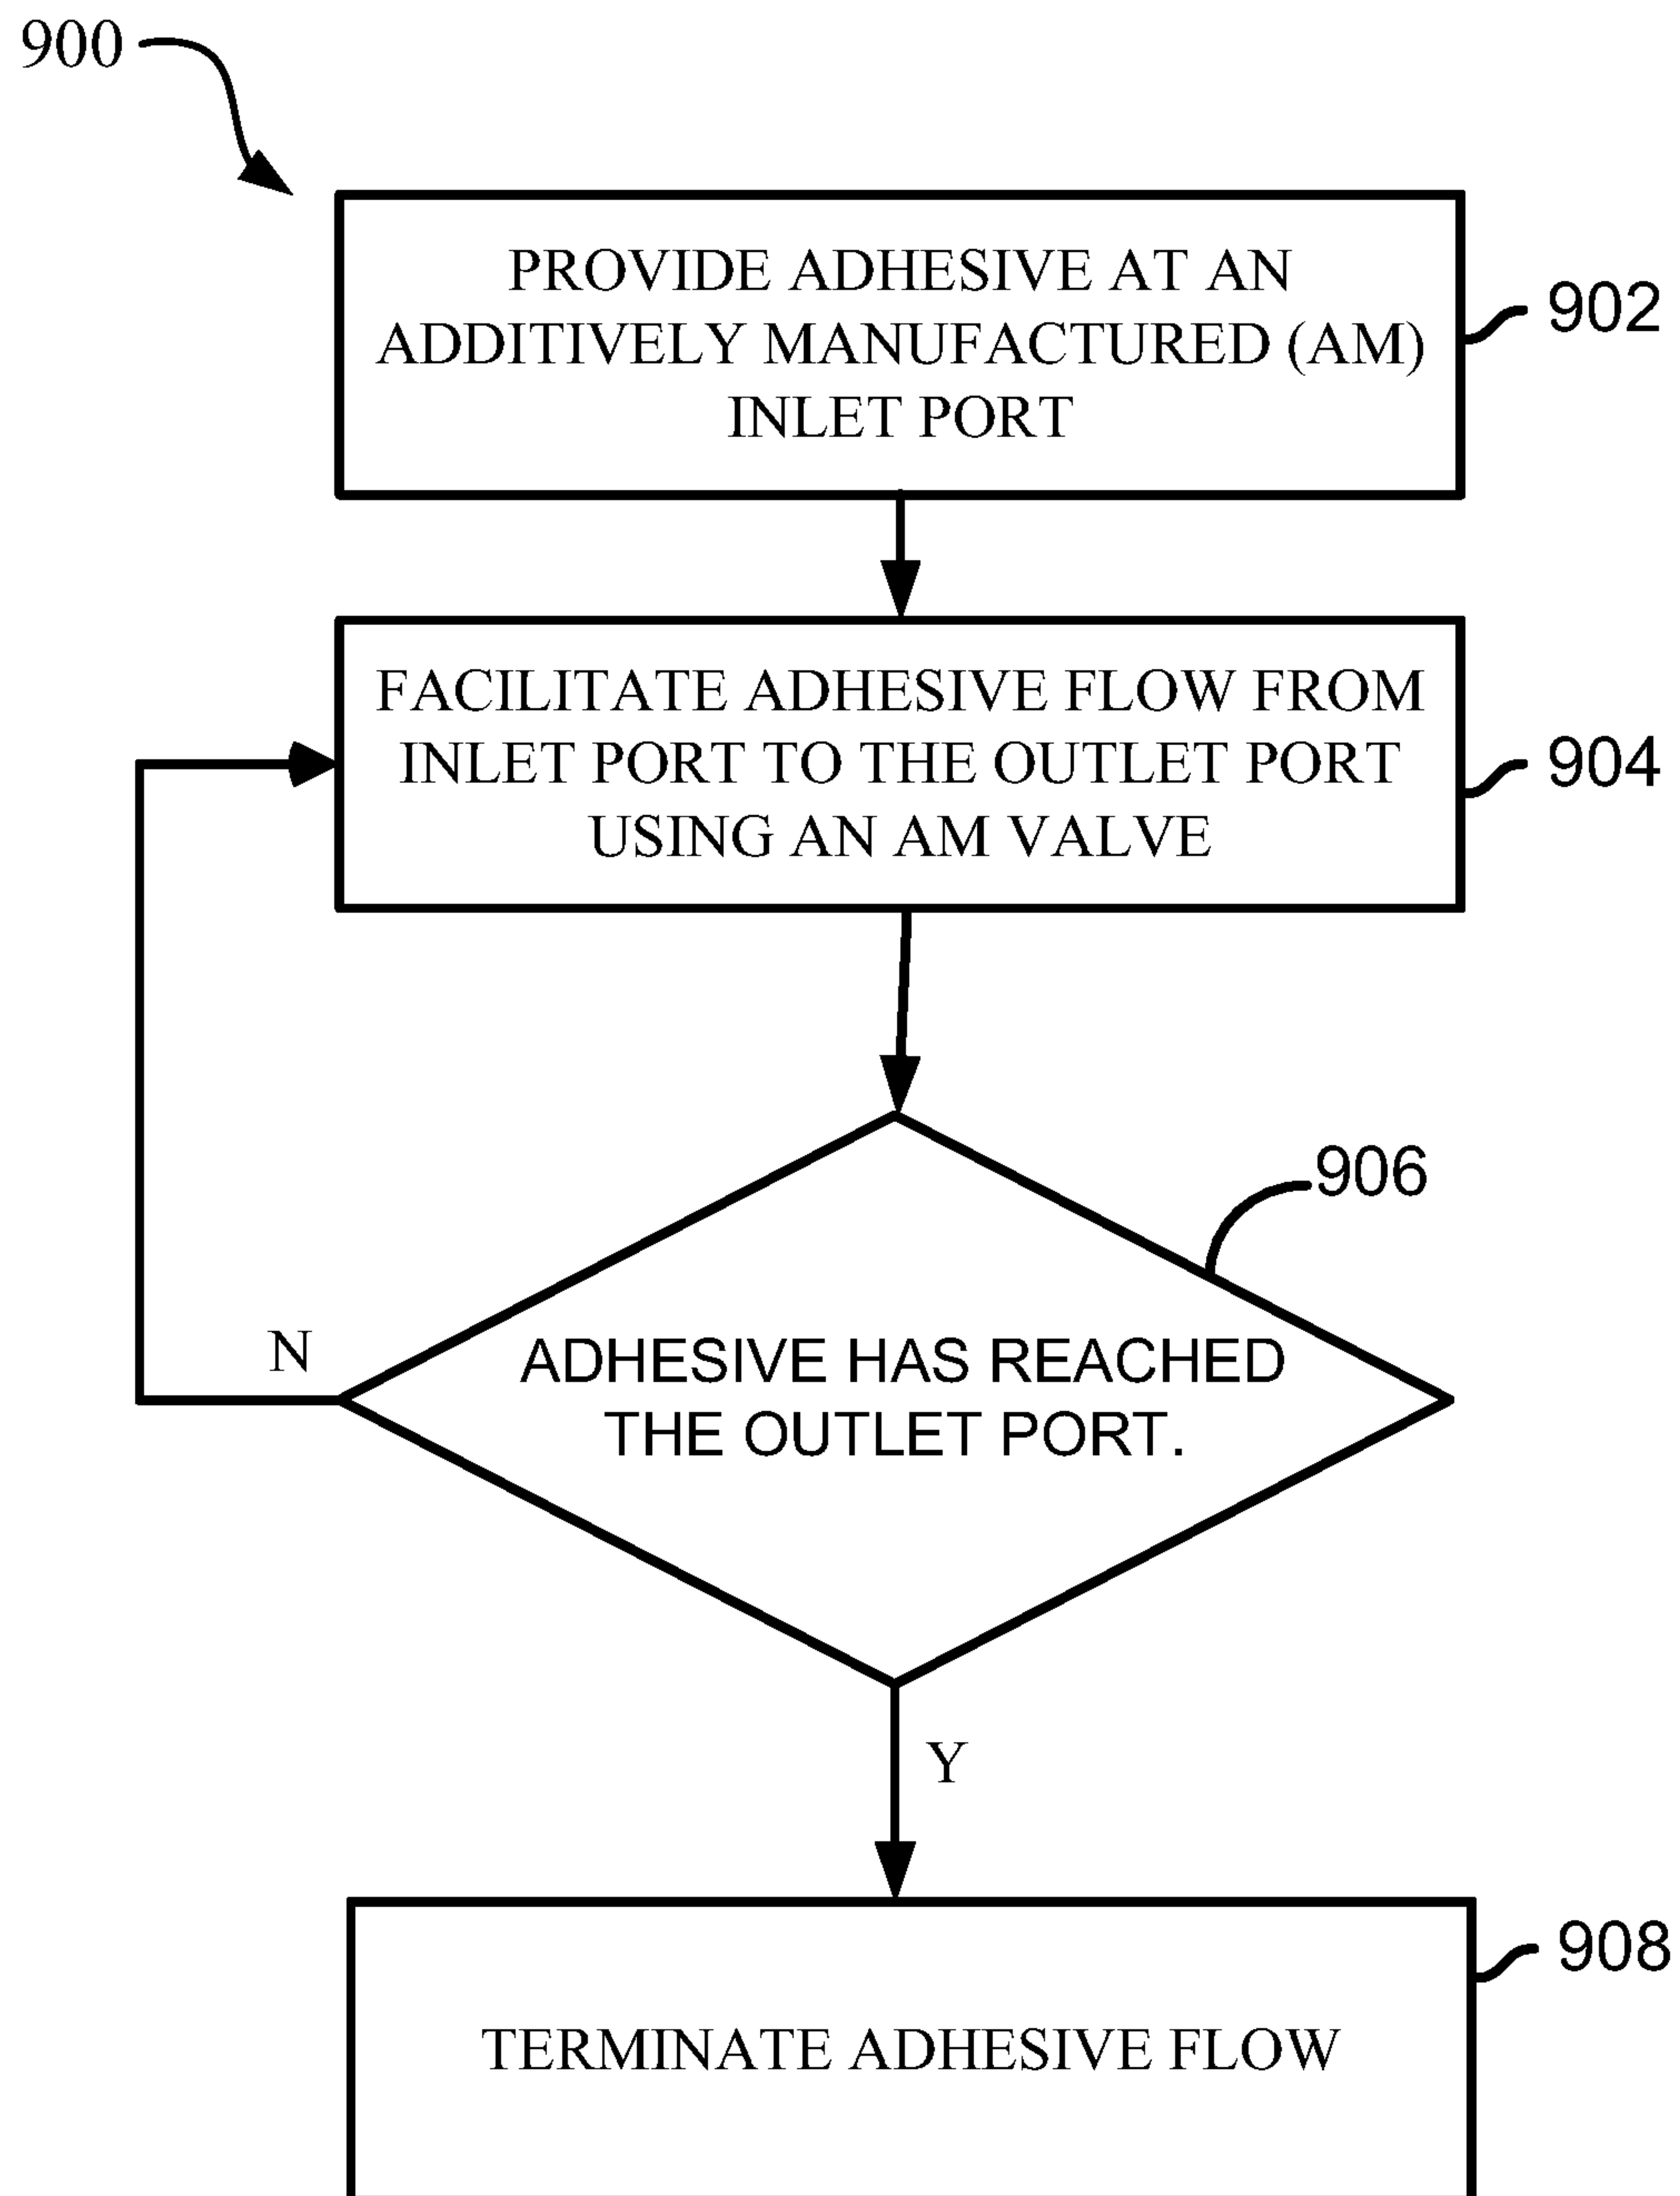 900
PROVIDE ADHESIVE AT AN
ADDITIVELY MANUFACTURED (AM)
INLET PORT
902
FACILITATE ADHESIVE FLOW FROM
INLET PORT TO THE OUTLET PORT
USING AN AM VALVE
904
906
ADHESIVE HAS REACHED
THE OUTLET PORT.
N
Y
908
TERMINATE ADHESIVE FLOW